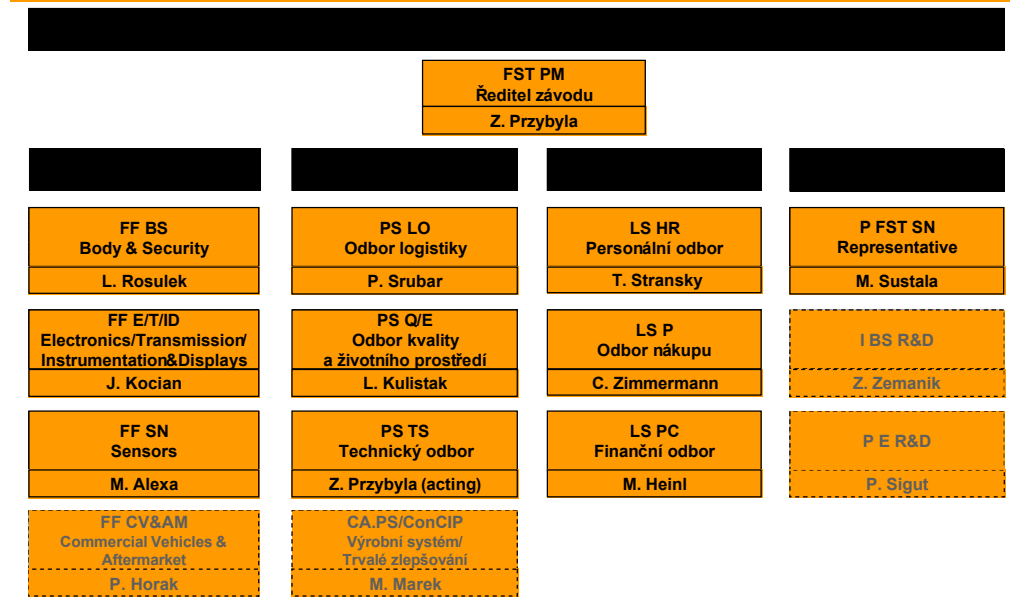 FST PM
Ředitel závodu
Z. Przybyla
FF BS
Body & Security
L. Rosulek
FF E/T/ID
Electronics/Transmission/
Instrumentation&Displays
J. Kocian
FF SN
Sensors
M. Alexa
FF CV&AM
Commercial Vehicles &
Aftermarket
P. Horak
PS LO
Odbor logistiky
P. Srubar
PS Q/E
Odbor kvality
a životního prostředí
L. Kulistak
PS TS
Technický odbor
Z. Przybyla (acting)
CA.PS/ConCIP
Výrobní systém/
Trvalé zlepšování
M. Marek
LS HR
Personální odbor
T. Stransky
LS P
Odbor nákupu
C. Zimmermann
LS PC
Finanční odbor
M. Heinl
P FST SN
Representative
M. Sustala
I BS R&D
Z. Zemanik
P E R&D
P. Sigut